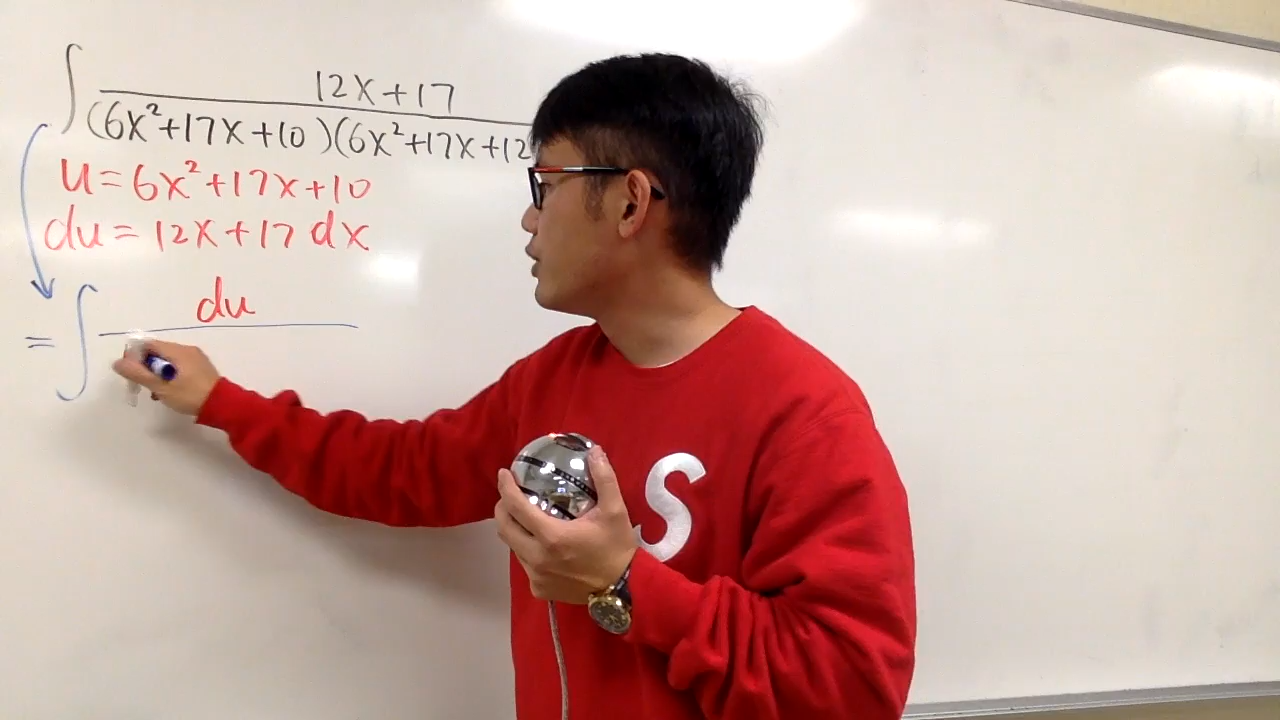 ∫ 12x+17
(6x²+17x+10)(6x²+17x+12
u=6x²+17x+10
du=12x+17 dx
= ∫ du
S